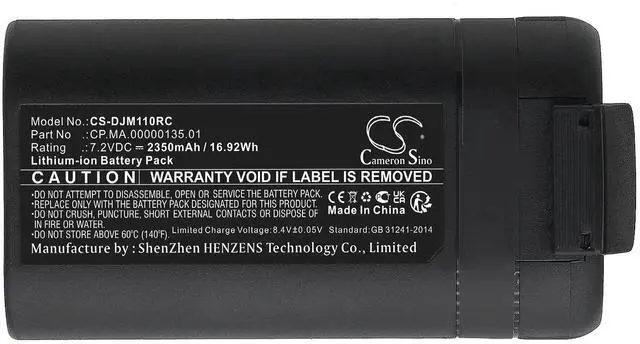 Model No.:CS-DJM110RC
Part No .:CP.MA.00000135.01
Rating .:7.2VDC ⎓ 2350mAh / 16.92Wh
Lithium-ion Battery Pack
CS
Cameron Sino
CAUTION WARRANTY VOID IF LABEL IS REMOVED
•DO NOT ATTEMPT TO DISASSEMBLE, OPEN OR SERVICE THE BATTERY PACK.
•REPLACE ONLY WITH THE BATTERY PACK DESIGNATED FOR THIS PRODUCT.
•DO NOT CRUSH, PUNCTURE, SHORT EXTERNAL CONTACTS OR DISPOSE OF
IN FIRE OR WATER.
•DO NOT STORE ABOVE 60°C (140°F).
CE UK CA
Made In China
Limited Charge Voltage:8.4V±0.05V Standard:GB 31241-2014
Manufacture by : ShenZhen HENZENS Technology Co., Limited